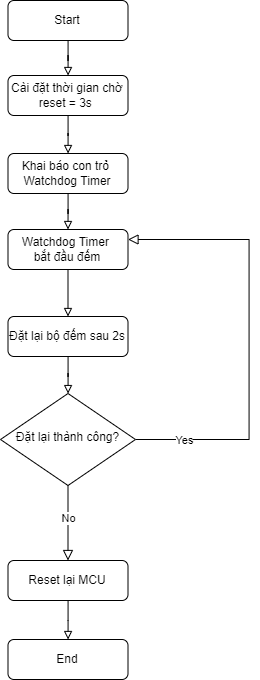 Start
Cải đặt thời gian chờ
reset = 3s
Khai báo con trỏ
Watchdog Timer
Watchdog Timer
bắt đầu đếm
Đặt lại bộ đếm sau 2s
Đặt lại thành công?
Yes
No
Reset lại MCU
End